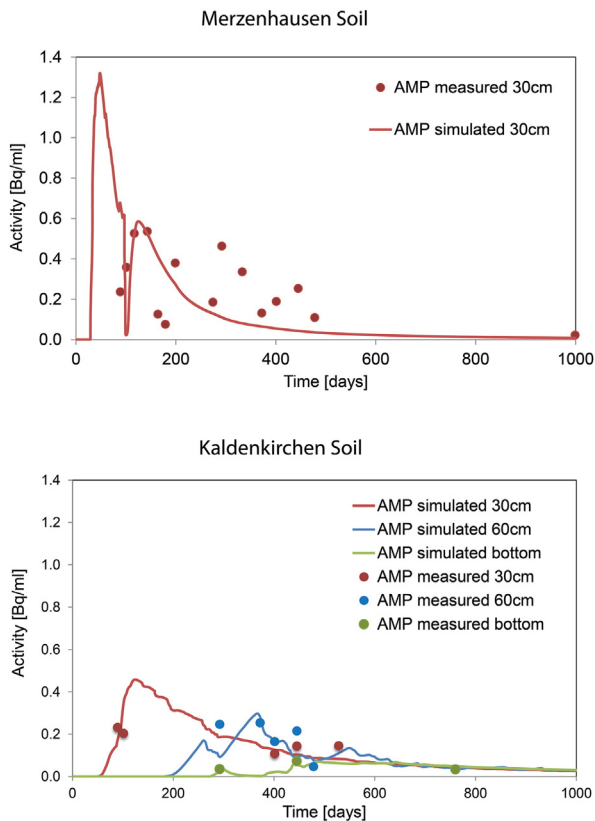 Merzenhausen Soil
1.4
1.2
1.0
0.8
0.6
0.4
0.2
0.0
Activity [Bq/ml]
AMP measured 30cm
AMP simulated 30cm
0 200 400 600 800 1000
Time [days]
Kaldenkirchen Soil
1.4
1.2
1.0
0.8
0.6
0.4
0.2
0.0
Activity [Bq/ml]
AMP simulated 30cm
AMP simulated 60cm
AMP simulated bottom
AMP measured 30cm
AMP measured 60cm
AMP measured bottom
0 200 400 600 800 1000
Time [days]